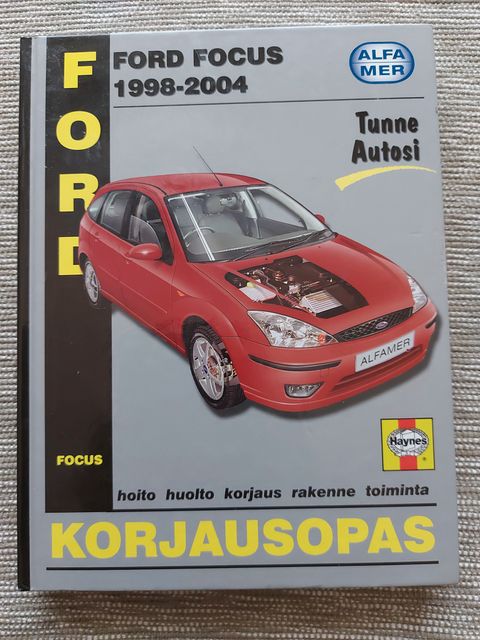 FORD
FORD FOCUS
1998-2004
ALFA
MER
Tunne
Autosi
ALFAMER
Haynes
FOCUS
hoito huolto korjaus rakenne toiminta
KORJAUSOPAS